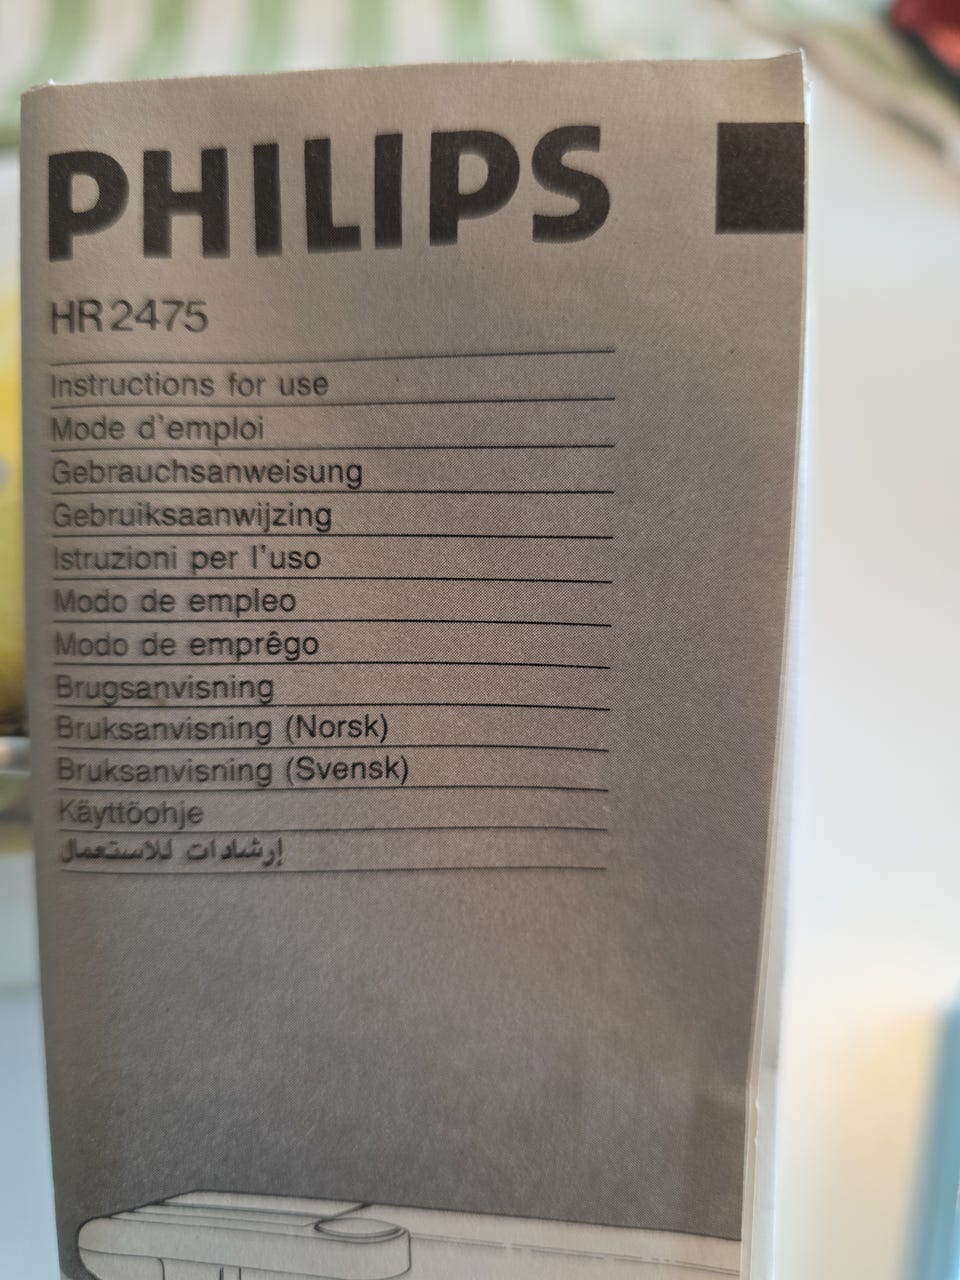 PHILIPS
HR2475
Instructions for use
Mode d'emploi
Gebrauchsanweisung
Gebruiksaanwijzing
Istruzioni per l'uso
Modo de empleo
Modo de emprêgo
Brugsanvisning
Bruksanvisning (Norsk)
Bruksanvisning (Svensk)
Käyttöohje
إرشادات للاستعمال